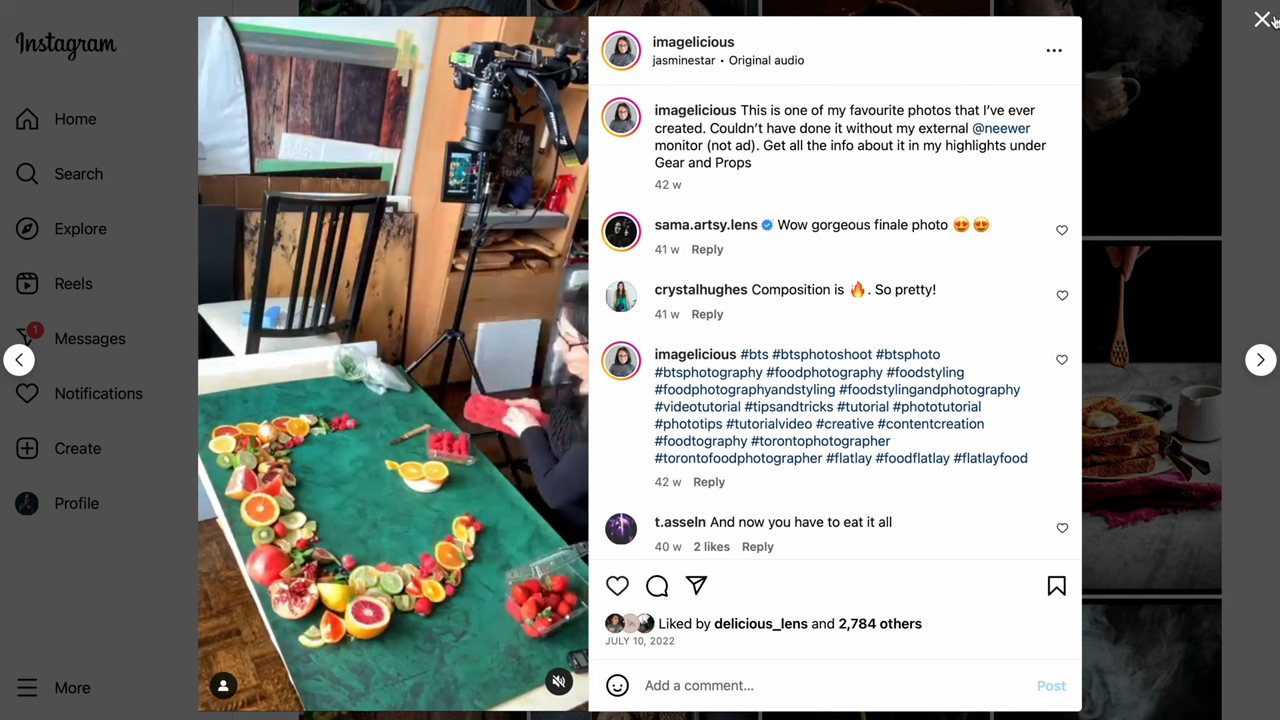 Instagram
Home
Search
Explore
Reels
1
Messages
Notifications
Create
Profile
More
Coffee
imagelicious
jasminestar • Original audio
imagelicious This is one of my favourite photos that I've ever
created. Couldn't have done it without my external @neewer
monitor (not ad). Get all the info about it in my highlights under
Gear and Props
42 w
sama.artsy.lens Wow gorgeous finale photo 😍 😍
41 w Reply
crystalhughes Composition is 🔥. So pretty!
41 w Reply
imagelicious #bts #btsphotoshoot #btsphoto
#btsphotography #foodphotography #foodstyling
#foodphotographyandstyling #foodstylingandphotography
#videotutorial #tipsandtricks #tutorial #phototutorial
#phototips #tutorialvideo #creative #contentcreation
#foodtography #torontophotographer
#torontofoodphotographer #flatlay #foodflatlay #flatlayfood
42 w Reply
t.asseln And now you have to eat it all
40 w 2 likes Reply
Liked by delicious_lens and 2,784 others
JULY 10, 2022
Add a comment... Post